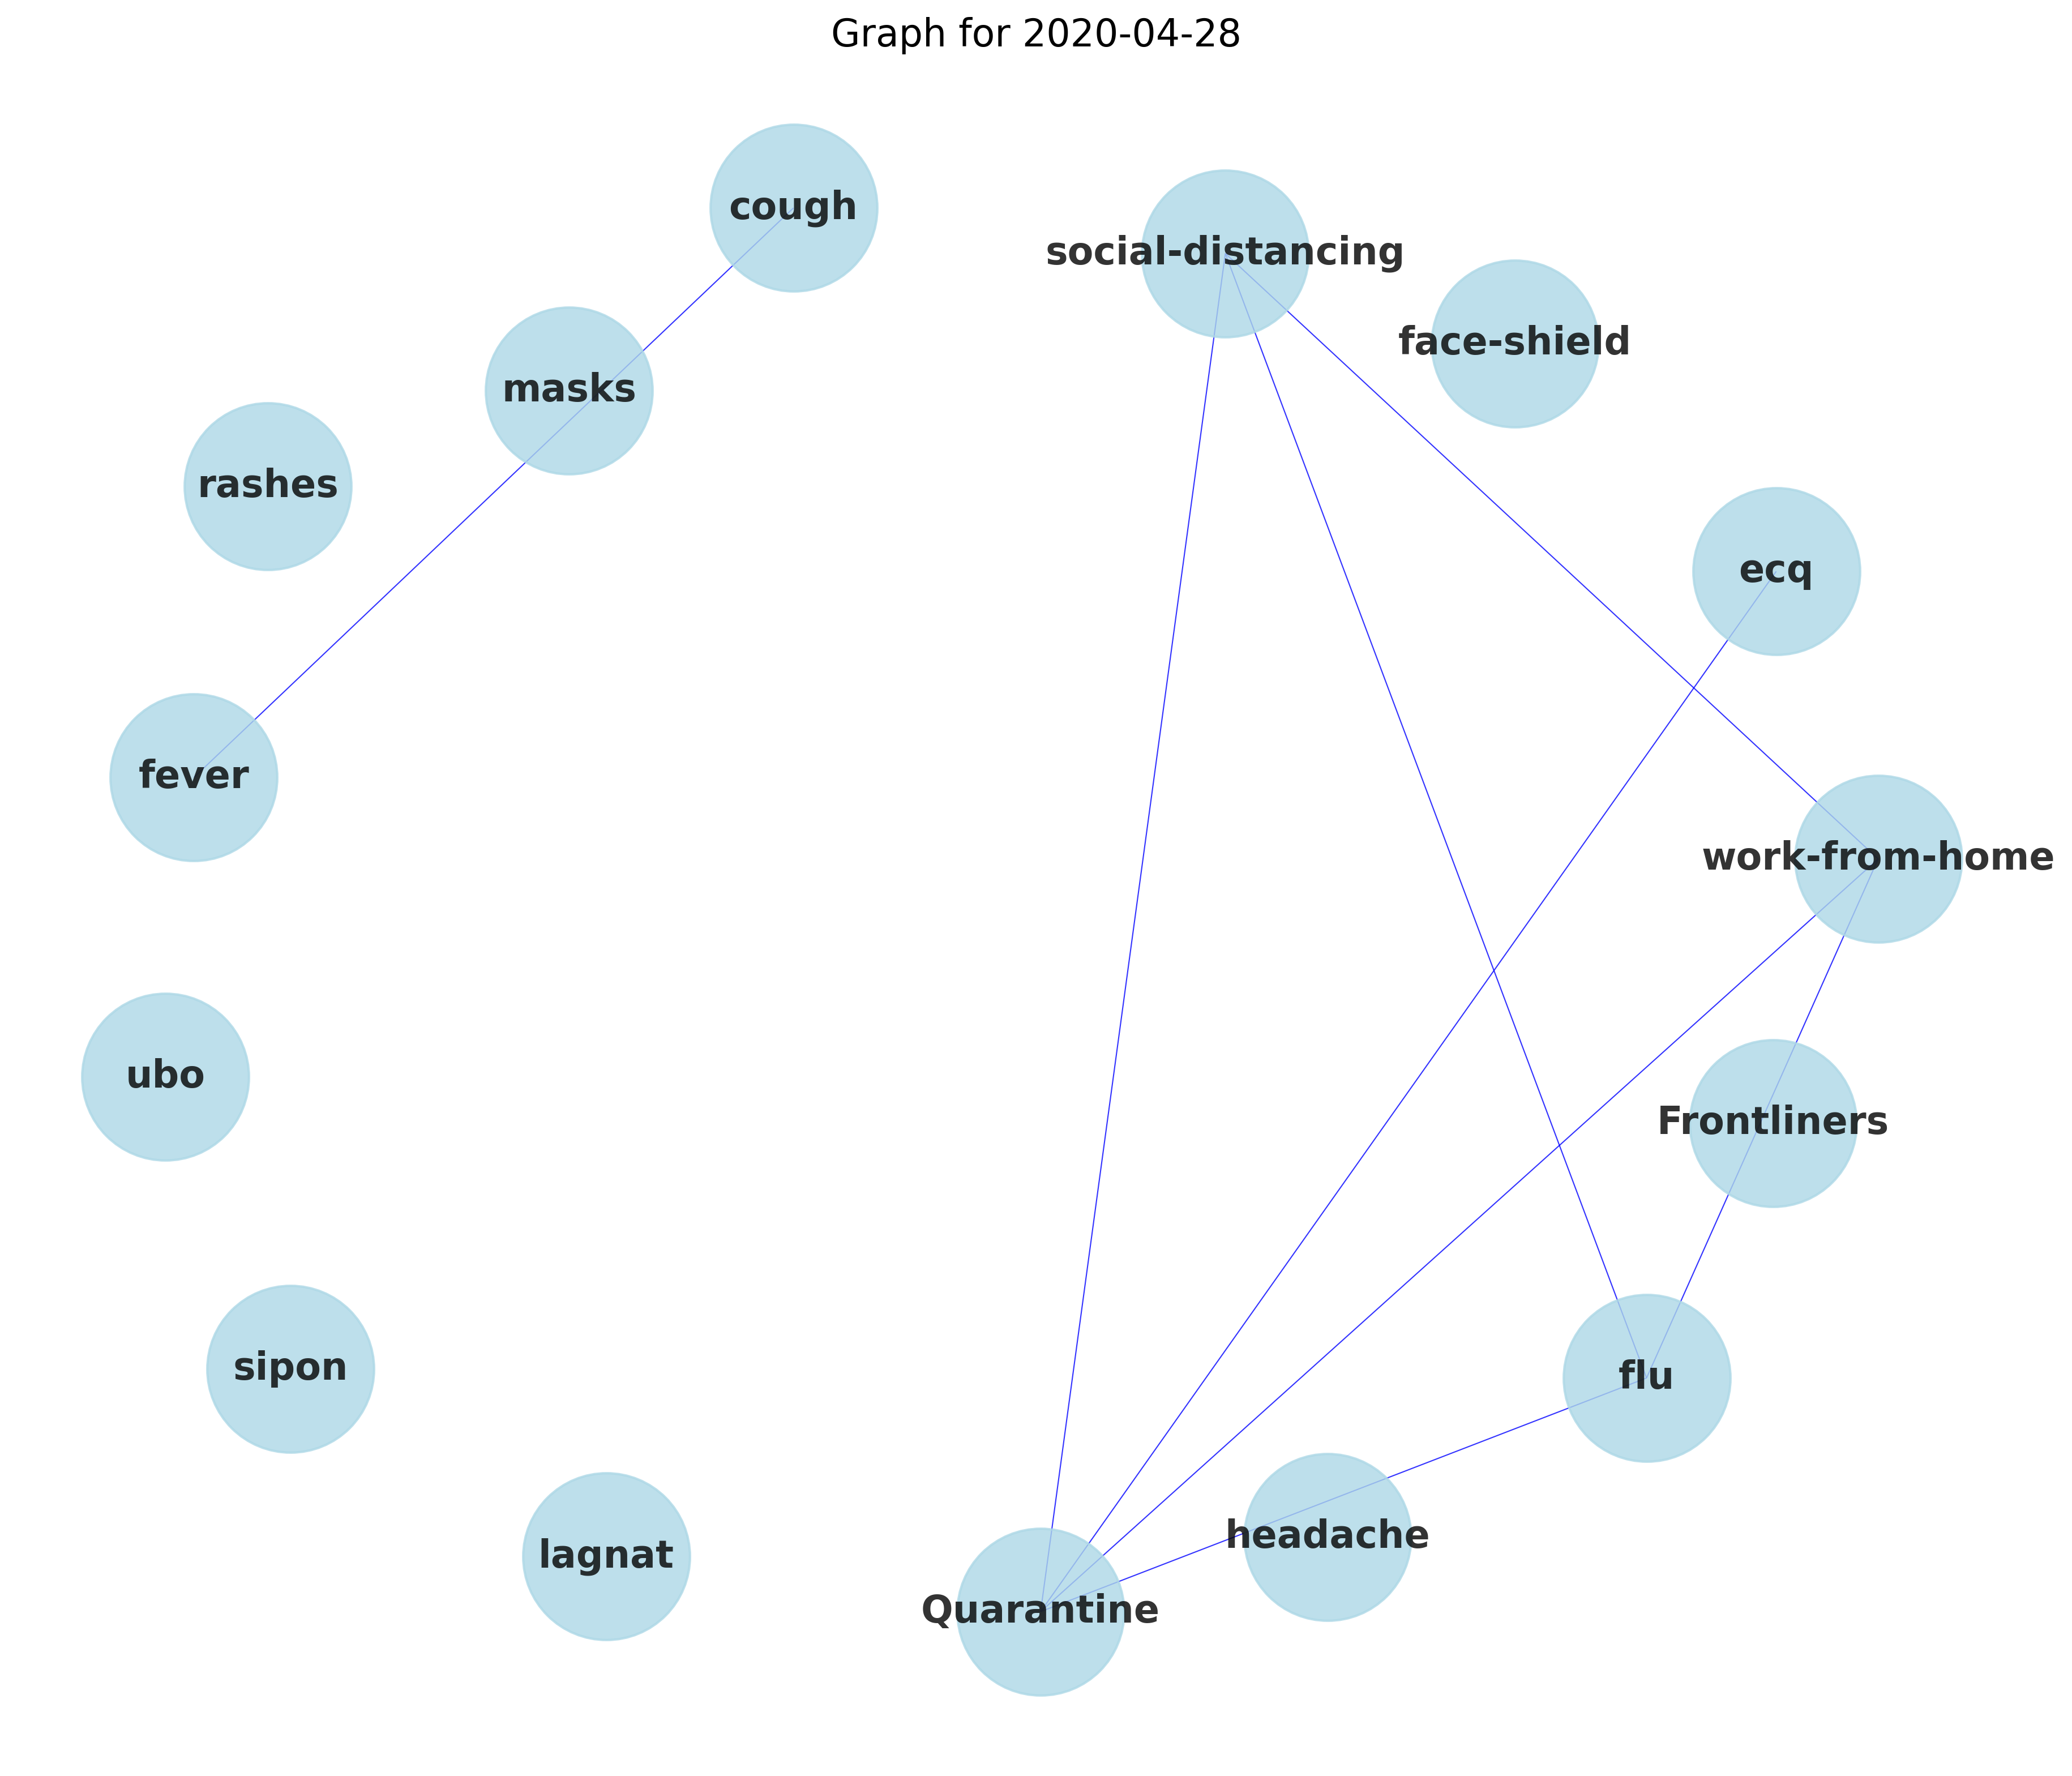 Graph for 2020-04-28
cough
social-distancing
face-shield
masks
rashes
ecq
fever
work-from-home
ubo
Frontliners
sipon
flu
headache
lagnat
Quarantine